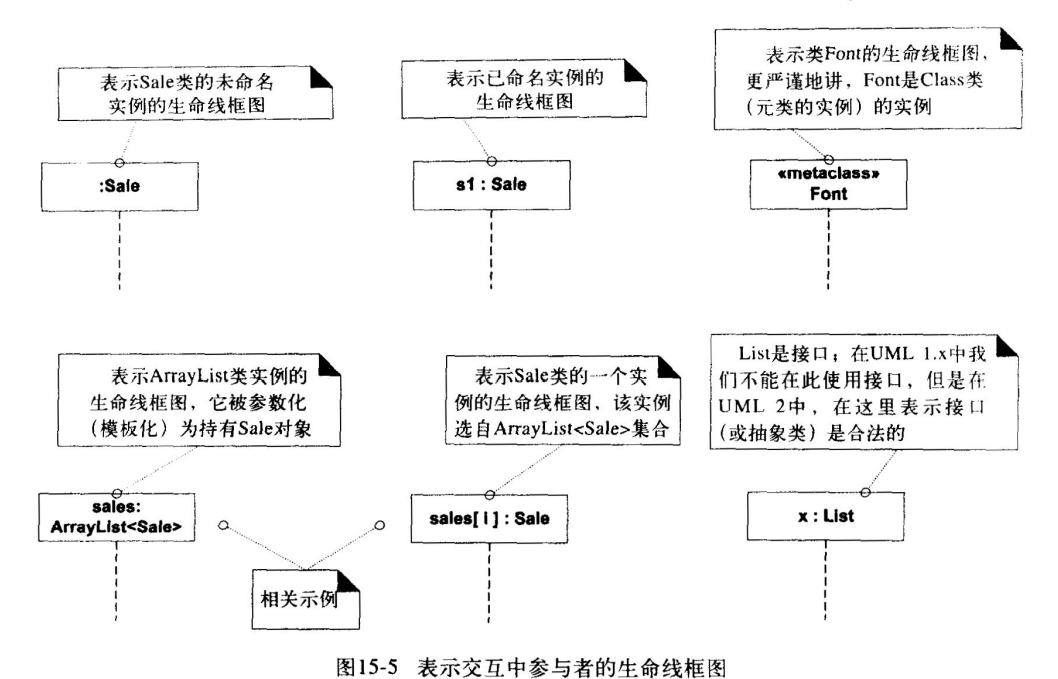 表示Sale类的未命名
实例的生命线框图
表示已命名实例的
生命线框图
表示类Font的生命线框图，
更严谨地讲，Font是Class类
（元类的实例）的实例
:Sale
s1 : Sale
«metaclass»
Font
表示ArrayList类实例的
生命线框图，它被参数化
（模板化）为持有Sale对象
表示Sale类的一个实
例的生命线框图，该实例
选自ArrayList<Sale>集合
List是接口；在UML 1.x中我
们不能在此使用接口，但是在
UML 2中，在这里表示接口
（或抽象类）是合法的
sales:
ArrayList<Sale>
sales[ i ] : Sale
x : List
相关示例
图15-5 表示交互中参与者的生命线框图